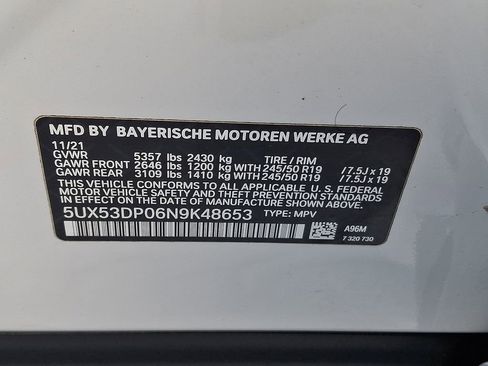 MFD BY BAYERISCHE MOTOREN WERKE AG
11/21
GVWR 5357 lbs 2430 kg TIRE / RIM
GAWR FRONT 2646 lbs 1200 kg WITH 245/50 R19 /7.5J x 19
GAWR REAR 3109 lbs 1410 kg WITH 245/50 R19 /7.5J x 19
THIS VEHICLE CONFORMS TO ALL APPLICABLE U.S. FEDERAL
MOTOR VEHICLE SAFETY AND THEFT PREVENTION STANDARDS
IN EFFECT ON THE DATE OF MANUFACTURE SHOWN ABOVE.
5UX53DP06N9K48653 TYPE: MPV
A96M
7 320 730